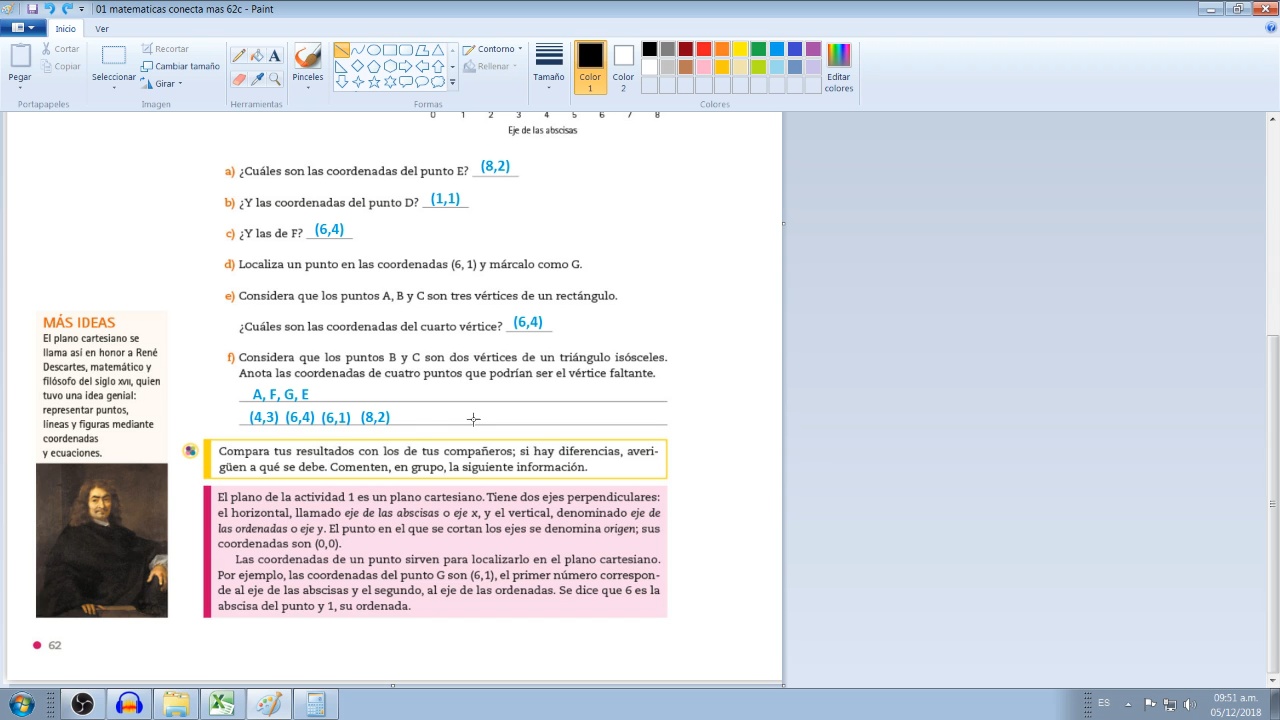 01 matematicas conecta mas 62c - Paint
Inicio Ver
Pegar
Cortar
Copiar
Portapapeles
Seleccionar
Recortar
Cambiar tamaño
Girar
Imagen
Herramientas
Pinceles
Contorno
Rellenar
Formas
Tamaño
Color 1
Color 2
Editar colores
Colores
0 1 2 3 4 5 6 7 8
Eje de las abscisas
a) ¿Cuáles son las coordenadas del punto E? (8,2)
b) ¿Y las coordenadas del punto D? (1,1)
c) ¿Y las de F? (6,4)
d) Localiza un punto en las coordenadas (6, 1) y márcalo como G.
e) Considera que los puntos A, B y C son tres vértices de un rectángulo.
¿Cuáles son las coordenadas del cuarto vértice? (6,4)
f) Considera que los puntos B y C son dos vértices de un triángulo isósceles.
Anota las coordenadas de cuatro puntos que podrían ser el vértice faltante.
A, F, G, E
(4,3) (6,4) (6,1) (8,2)
MÁS IDEAS
El plano cartesiano se
llama así en honor a René
Descartes, matemático y
filósofo del siglo XVII, quien
tuvo una idea genial:
representar puntos,
líneas y figuras mediante
coordenadas
y ecuaciones.
Compara tus resultados con los de tus compañeros; si hay diferencias, averi-
güen a qué se debe. Comenten, en grupo, la siguiente información.
El plano de la actividad 1 es un plano cartesiano. Tiene dos ejes perpendiculares:
el horizontal, llamado eje de las abscisas o eje x, y el vertical, denominado eje de
las ordenadas o eje y. El punto en el que se cortan los ejes se denomina origen; sus
coordenadas son (0,0).
Las coordenadas de un punto sirven para localizarlo en el plano cartesiano.
Por ejemplo, las coordenadas del punto G son (6,1), el primer número correspon-
de al eje de las abscisas y el segundo, al eje de las ordenadas. Se dice que 6 es la
abscisa del punto y 1, su ordenada.
62
ES
09:51 a.m.
05/12/2018